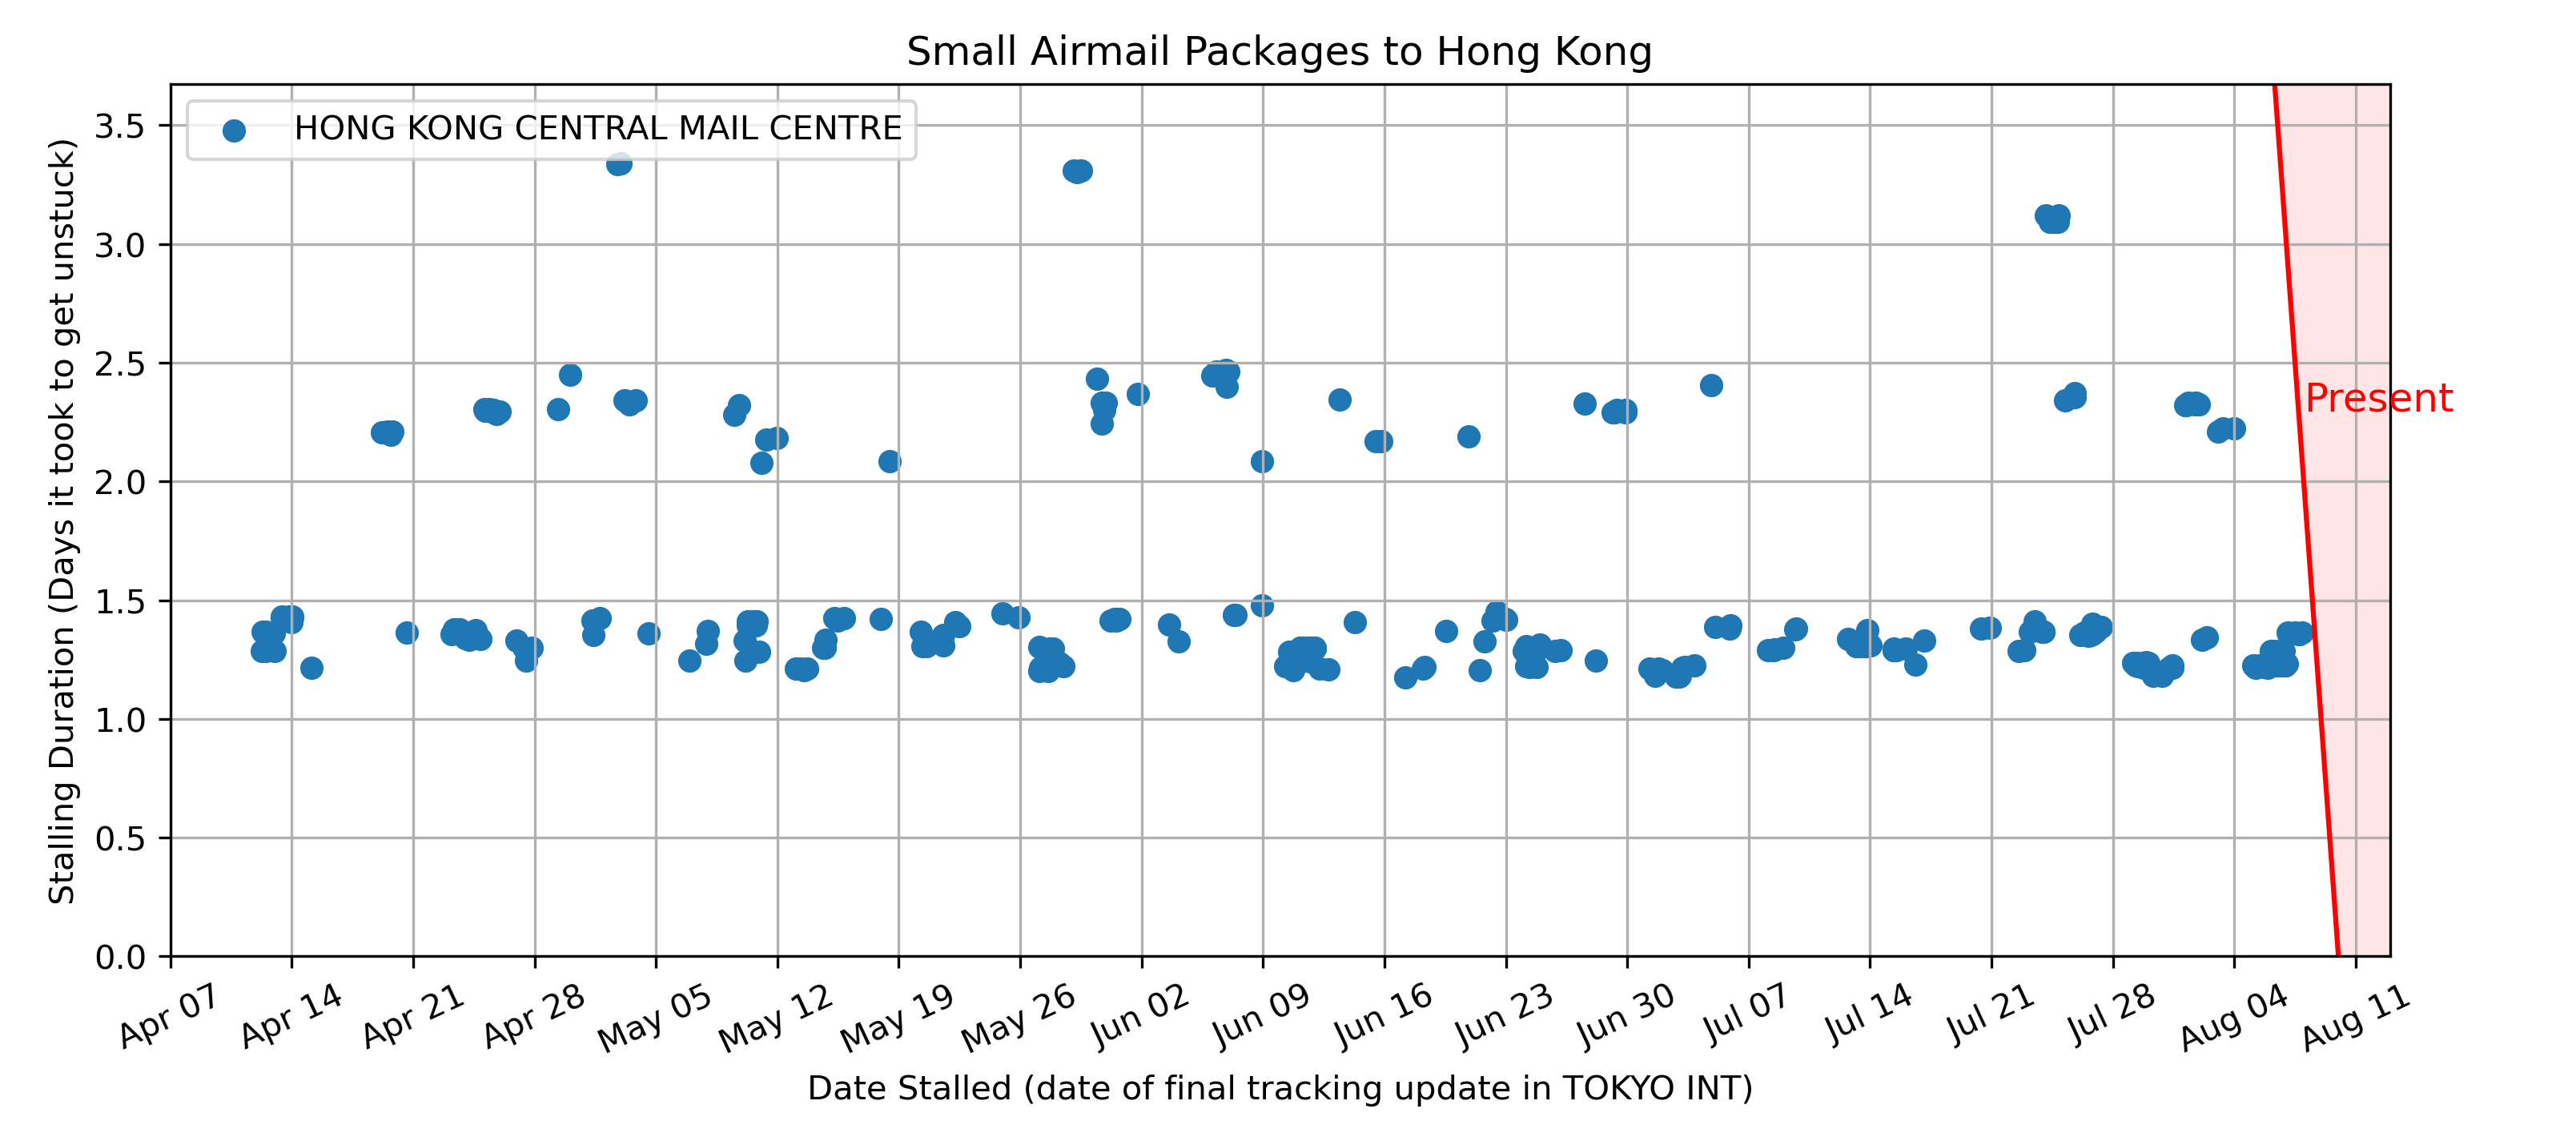 Small Airmail Packages to Hong Kong
HONG KONG CENTRAL MAIL CENTRE
Stalling Duration (Days it took to get unstuck)
3.5
3.0
2.5
2.0
1.5
1.0
0.5
0.0
Present
Apr 07
Apr 14
Apr 21
Apr 28
May 05
May 12
May 19
May 26
Jun 02
Jun 09
Jun 16
Jun 23
Jun 30
Jul 07
Jul 14
Jul 21
Jul 28
Aug 04
Aug 11
Date Stalled (date of final tracking update in TOKYO INT)